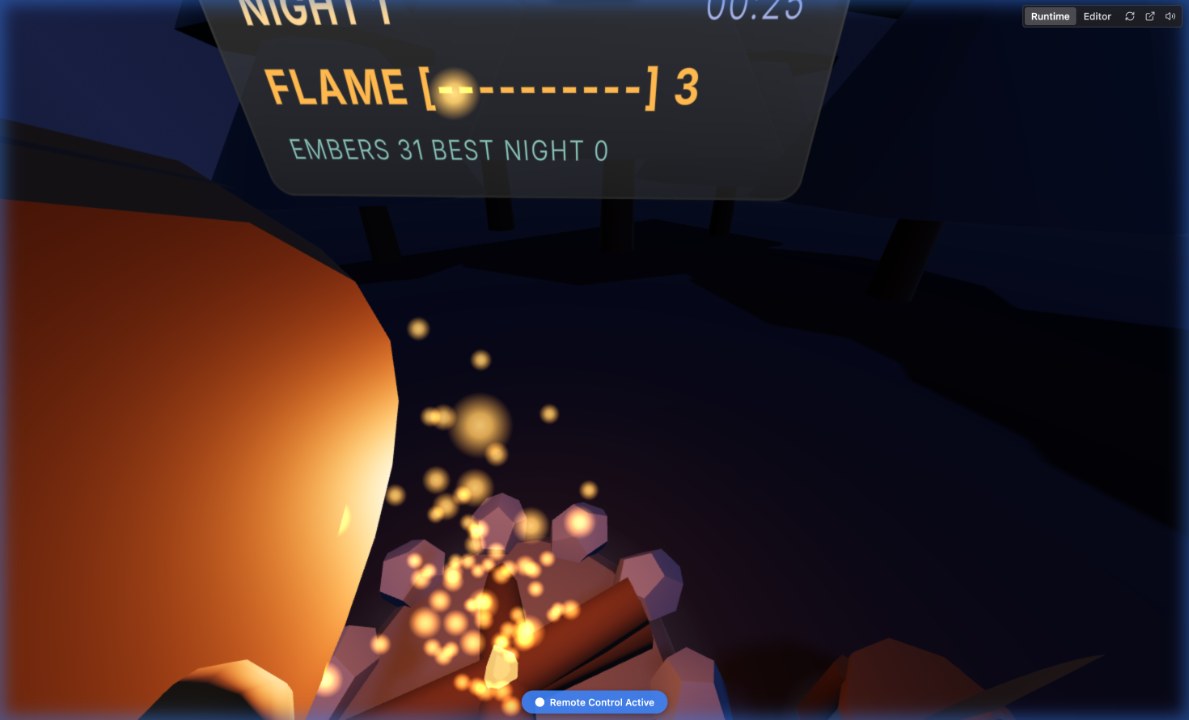 Runtime Editor
NIGHT 1 00:25
FLAME [----------] 3
EMBERS 31 BEST NIGHT 0
Remote Control Active